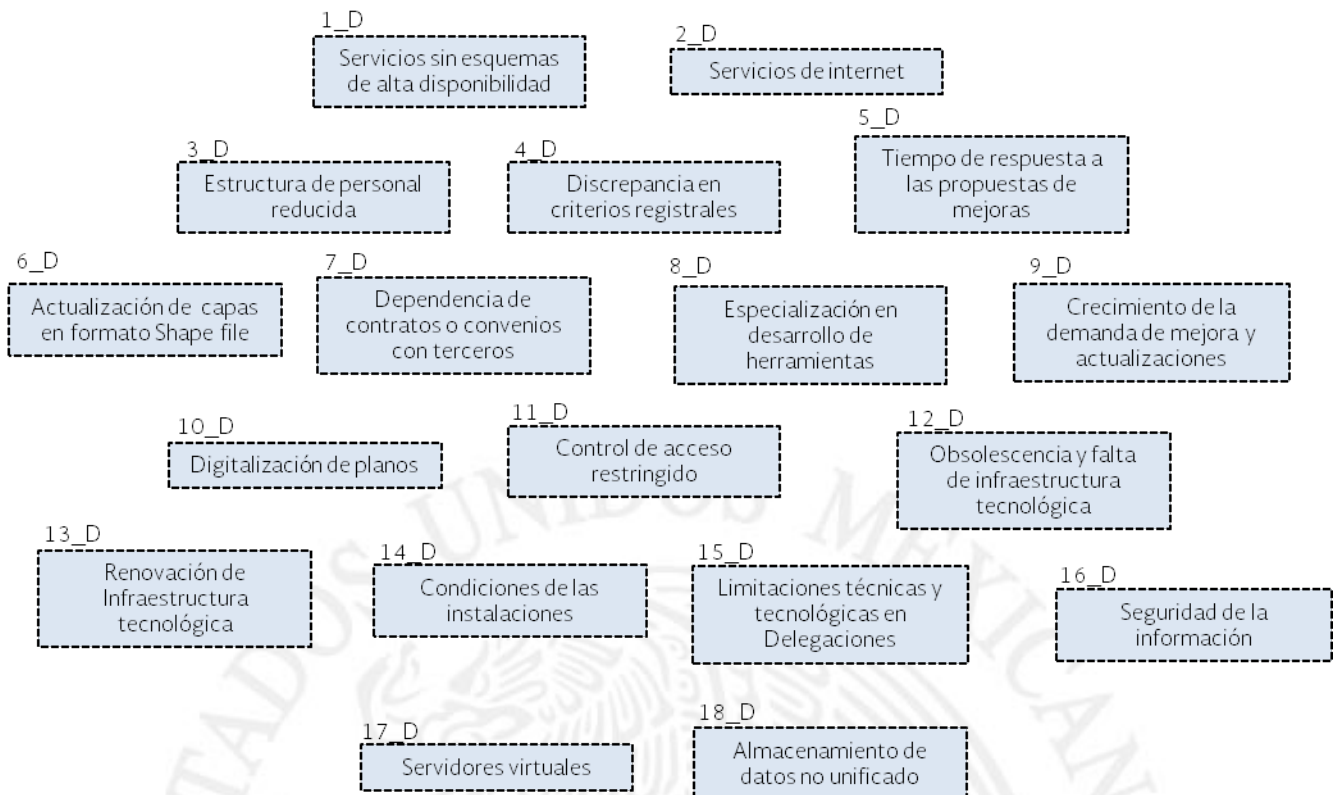 1_D
Servicios sin esquemas
de alta disponibilidad
2_D
Servicios de internet
3_D
Estructura de personal
reducida
4_D
Discrepancia en
criterios registrales
5_D
Tiempo de respuesta a
las propuestas de
mejoras
6_D
Actualización de capas
en formato Shape file
7_D
Dependencia de
contratos o convenios
con terceros
8_D
Especialización en
desarrollo de
herramientas
9_D
Crecimiento de la
demanda de mejora y
actualizaciones
10_D
Digitalización de planos
11_D
Control de acceso
restringido
12_D
Obsolescencia y falta
de infraestructura
tecnológica
13_D
Renovación de
Infraestructura
tecnológica
14_D
Condiciones de las
instalaciones
15_D
Limitaciones técnicas y
tecnológicas en
Delegaciones
16_D
Seguridad de la
información
17_D
Servidores virtuales
18_D
Almacenamiento de
datos no unificado
TADOS UNIDOS MEXICAN